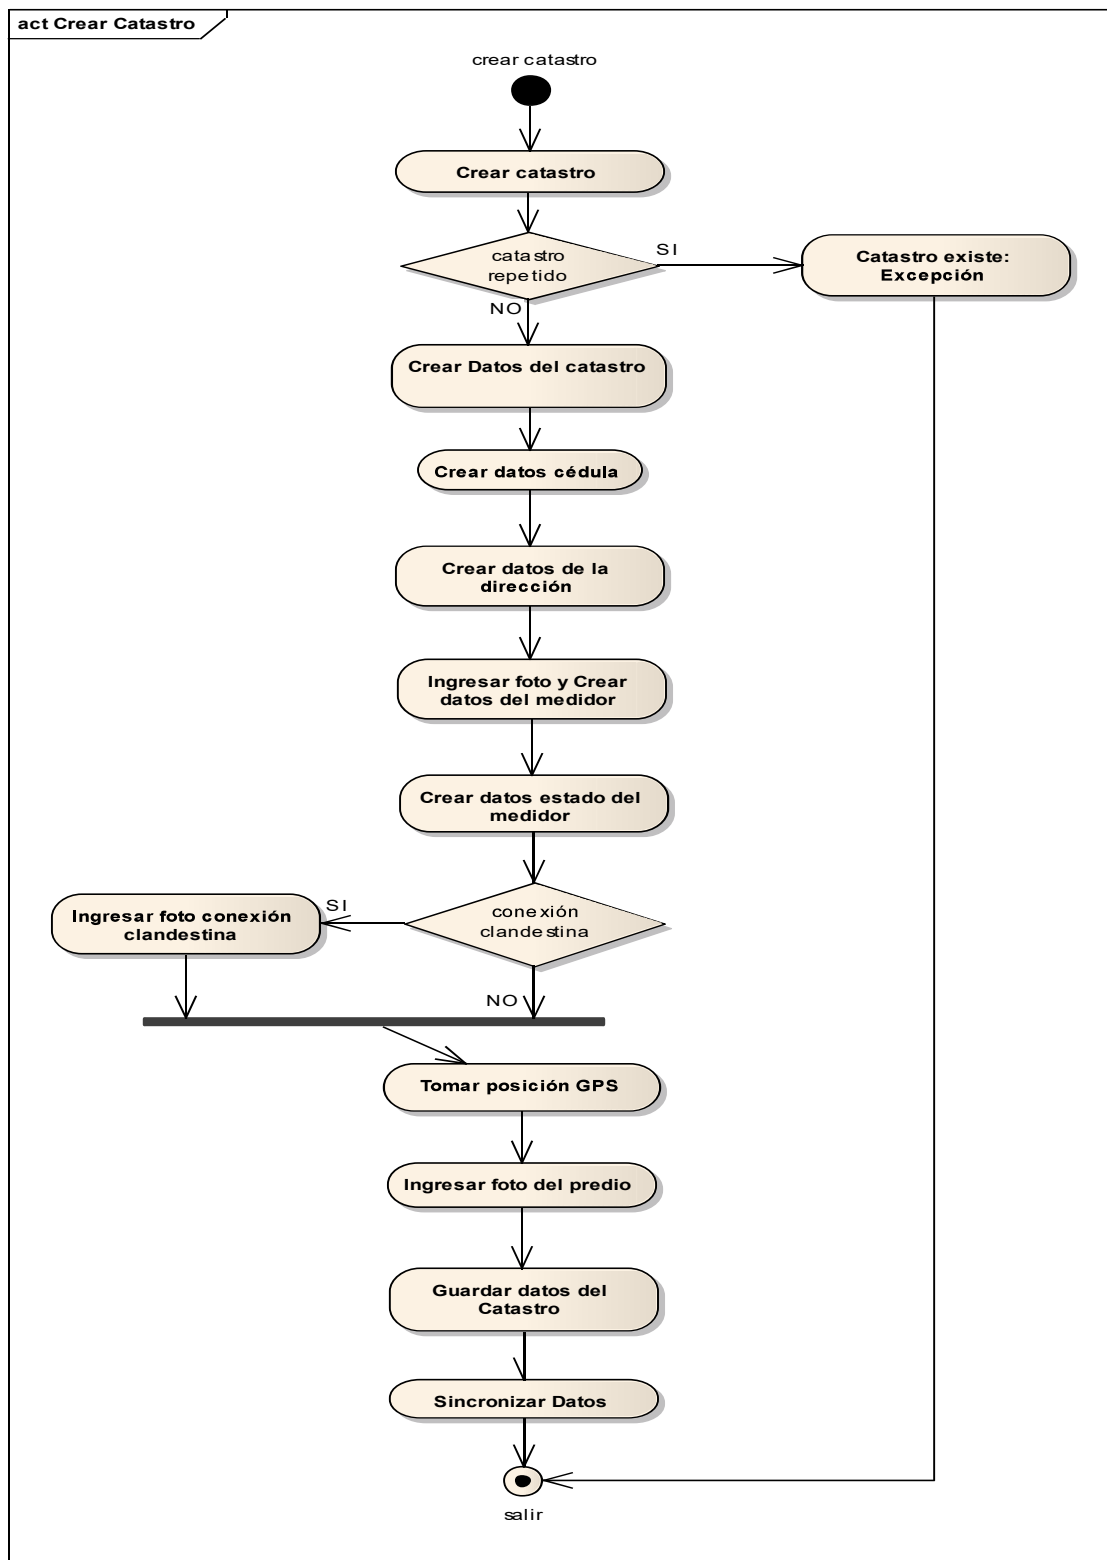 act Crear Catastro
crear catastro
Crear catastro
catastro
repetido
SI
Catastro existe:
Excepción
NO
Crear Datos del catastro
Crear datos cédula
Crear datos de la
dirección
Ingresar foto y Crear
datos del medidor
Crear datos estado del
medidor
conexión
clandestina
SI
Ingresar foto conexión
clandestina
NO
Tomar posición GPS
Ingresar foto del predio
Guardar datos del
Catastro
Sincronizar Datos
salir